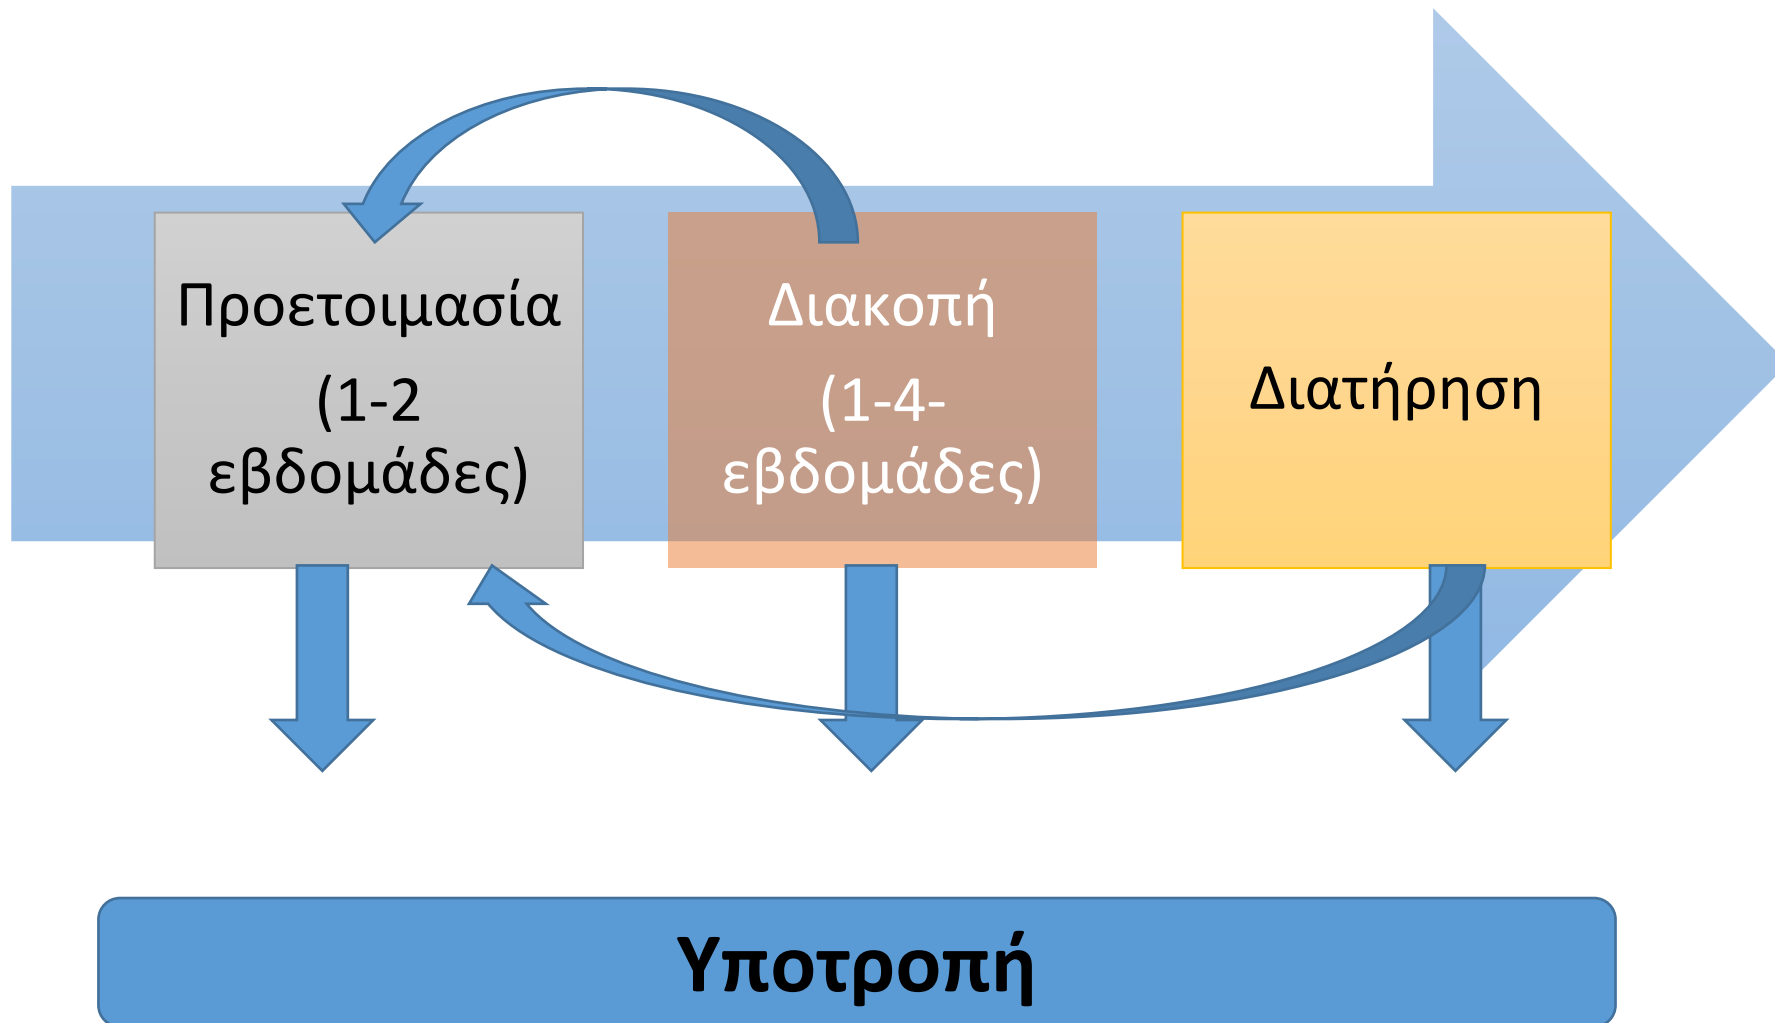 Προετοιμασία
(1-2
εβδομάδες)
Διακοπή
(1-4-
εβδομάδες)
Διατήρηση
Υποτροπή